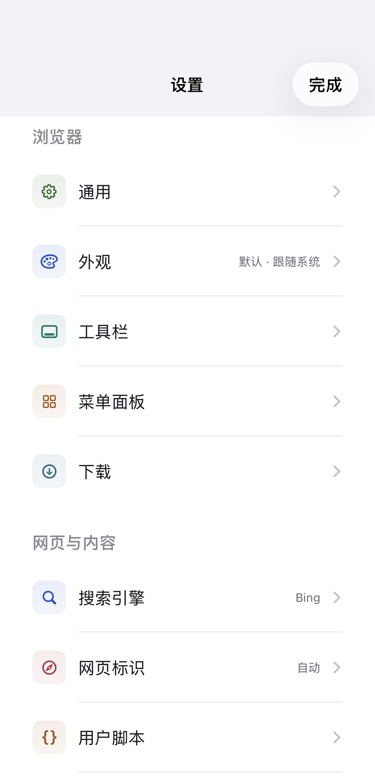 设置
完成
浏览器
通用
外观
默认 · 跟随系统
工具栏
菜单面板
下载
网页与内容
搜索引擎
Bing
网页标识
自动
用户脚本